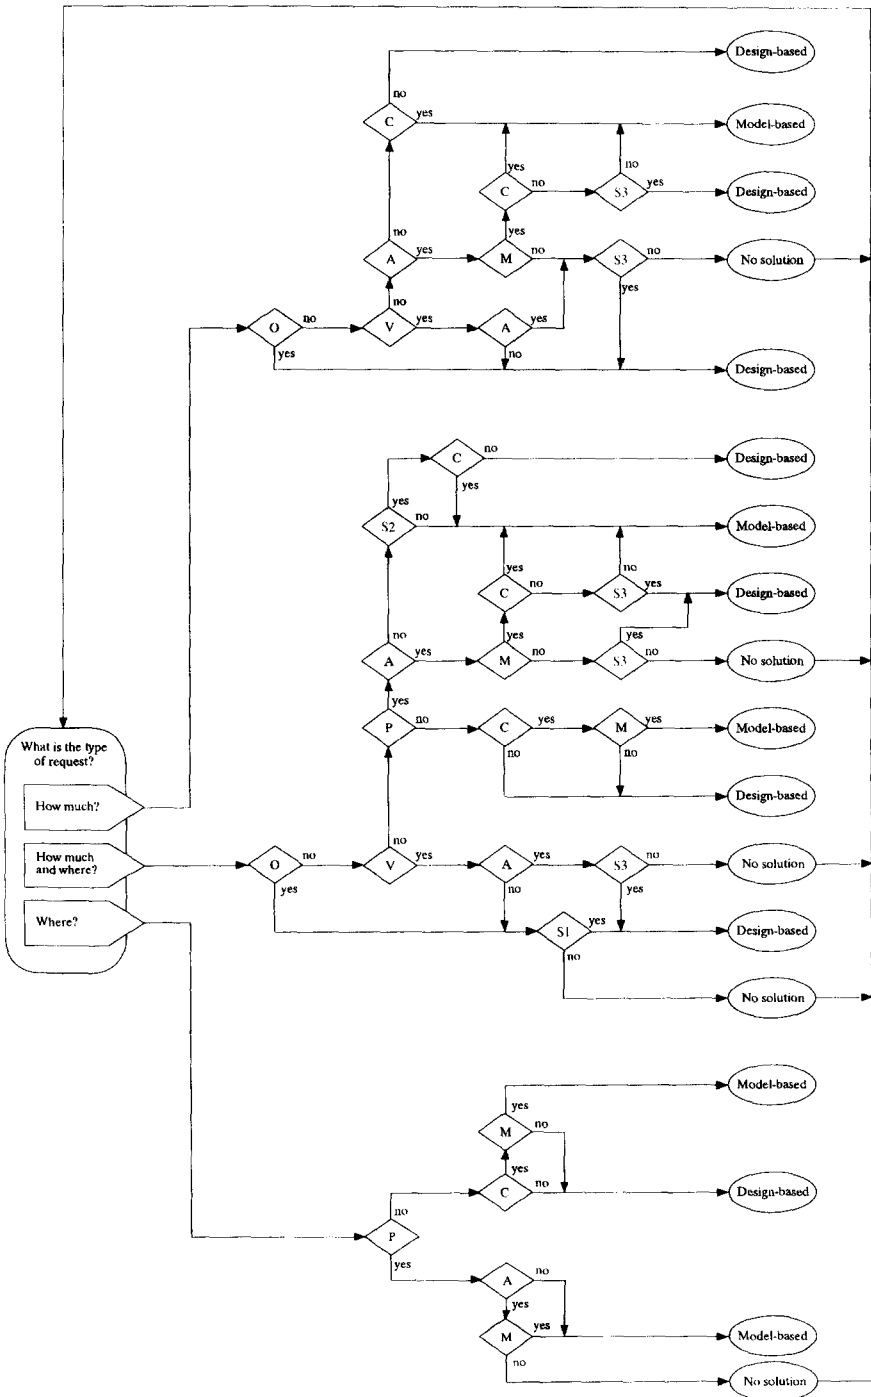 Design-based
no
C
yes
Model-based
yes
no
C
no
S3
yes
Design-based
no
yes
A
yes
M
no
S3
no
No solution
no
yes
O
no
V
yes
A
yes
yes
no
Design-based
C
no
Design-based
yes
yes
S2
no
Model-based
yes
no
C
no
S3
yes
Design-based
no
yes
yes
A
yes
M
no
S3
no
No solution
yes
P
no
C
yes
M
yes
Model-based
no
no
What is the type
of request?
Design-based
How much?
no
How much
and where?
O
no
V
yes
A
yes
S3
no
No solution
yes
no
yes
Where?
S1
yes
Design-based
no
No solution
Model-based
yes
M
no
yes
no
C
no
Design-based
P
yes
A
no
yes
M
yes
Model-based
no
No solution